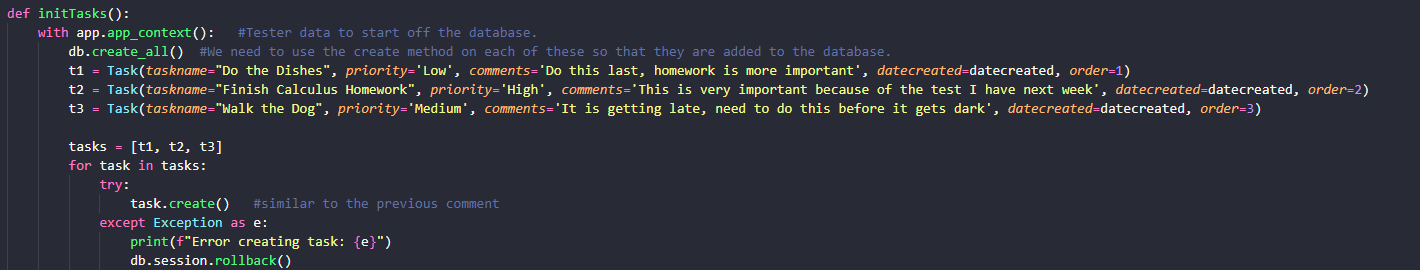 def initTasks():
    with app.app_context():   #Tester data to start off the database.
        db.create_all()  #We need to use the create method on each of these so that they are added to the database.
        t1 = Task(taskname="Do the Dishes", priority='Low', comments='Do this last, homework is more important', datecreated=datecreated, order=1)
        t2 = Task(taskname="Finish Calculus Homework", priority='High', comments='This is very important because of the test I have next week', datecreated=datecreated, order=2)
        t3 = Task(taskname="Walk the Dog", priority='Medium', comments='It is getting late, need to do this before it gets dark', datecreated=datecreated, order=3)

        tasks = [t1, t2, t3]
        for task in tasks:
            try:
                task.create()   #similar to the previous comment
            except Exception as e:
                print(f"Error creating task: {e}")
                db.session.rollback()